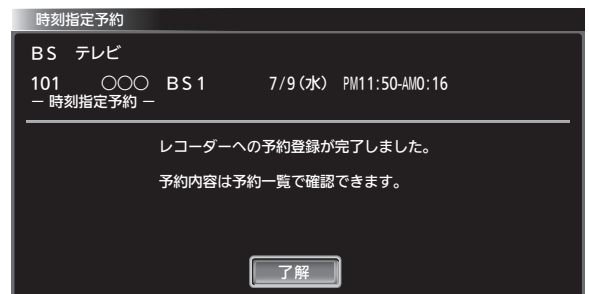 時刻指定予約
BS テレビ
101 ○○○ BS1 7/9(水) PM11:50-AM0:16
― 時刻指定予約 ―
レコーダーへの予約登録が完了しました。
予約内容は予約一覧で確認できます。
了解